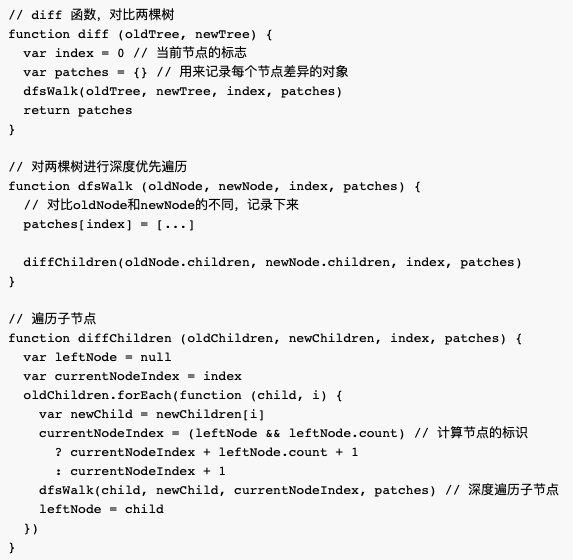 // diff 函数，对比两棵树
function diff (oldTree, newTree) {
  var index = 0 // 当前节点的标志
  var patches = {} // 用来记录每个节点差异的对象
  dfsWalk(oldTree, newTree, index, patches)
  return patches
}

// 对两棵树进行深度优先遍历
function dfsWalk (oldNode, newNode, index, patches) {
  // 对比oldNode和newNode的不同，记录下来
  patches[index] = [...]

  diffChildren(oldNode.children, newNode.children, index, patches)
}

// 遍历子节点
function diffChildren (oldChildren, newChildren, index, patches) {
  var leftNode = null
  var currentNodeIndex = index
  oldChildren.forEach(function (child, i) {
    var newChild = newChildren[i]
    currentNodeIndex = (leftNode && leftNode.count) // 计算节点的标识
      ? currentNodeIndex + leftNode.count + 1
      : currentNodeIndex + 1
    dfsWalk(child, newChild, currentNodeIndex, patches) // 深度遍历子节点
    leftNode = child
  })
}